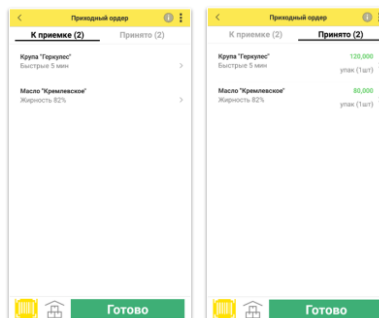 Приходный ордер
К приемке (2) Принято (2)
Крупа "Геркулес"
Быстрые 5 мин
Масло "Кремлевское"
Жирность 82%
Готово
Приходный ордер
К приемке (2) Принято (2)
Крупа "Геркулес" 120,000
Быстрые 5 мин упак (1шт)
Масло "Кремлевское" 80,000
Жирность 82% упак (1шт)
Готово